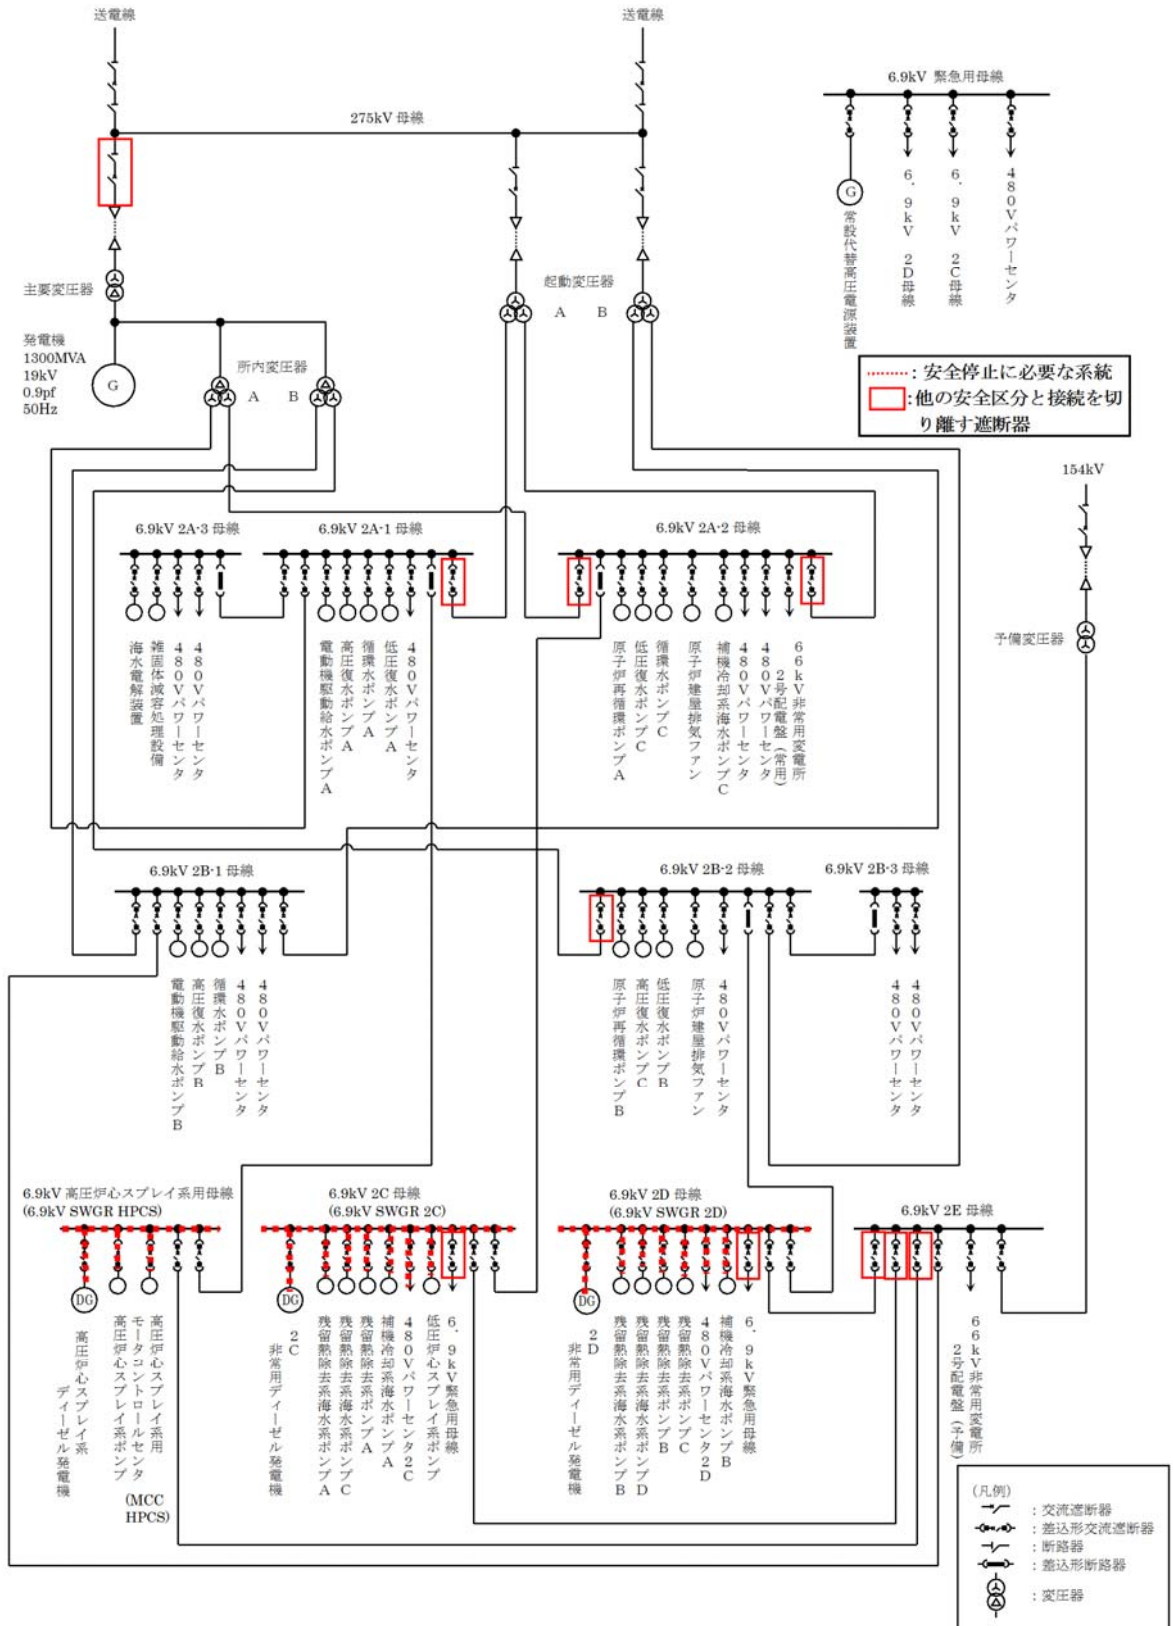 送電線
送電線
275kV 母線
6.9kV 緊急用母線
常設代替高圧電源装置
6．9kV 2D母線
6．9kV 2C母線
480Vパワーセンタ
G
主要変圧器
発電機
1300MVA
19kV
0.9pf
50Hz
G
所内変圧器
A
B
起動変圧器
A
B
:安全停止に必要な系統
:他の安全区分と接続を切
り離す遮断器
154kV
予備変圧器
6.9kV 2A-3 母線
海水電解装置
雑固体減容処理設備
480Vパワーセンタ
480Vパワーセンタ
6.9kV 2A-1 母線
電動機駆動給水ポンプA
高圧復水ポンプA
循環水ポンプA
低圧復水ポンプA
480Vパワーセンタ
6.9kV 2A-2 母線
原子炉再循環ポンプA
低圧復水ポンプC
循環水ポンプC
原子炉建屋排気ファン
補機冷却系海水ポンプC
480Vパワーセンタ
480Vパワーセンタ
66kV非常用変電所
2号配電盤（常用）
6.9kV 2B-1 母線
電動機駆動給水ポンプB
高圧復水ポンプB
循環水ポンプB
480Vパワーセンタ
480Vパワーセンタ
6.9kV 2B-2 母線
原子炉再循環ポンプB
高圧復水ポンプC
低圧復水ポンプB
原子炉建屋排気ファン
480Vパワーセンタ
6.9kV 2B-3 母線
480Vパワーセンタ
480Vパワーセンタ
6.9kV 高圧炉心スプレイ系用母線
(6.9kV SWGR HPCS)
DG
高圧炉心スプレイ系
ディーゼル発電機
高圧炉心スプレイ系ポンプ
高圧炉心スプレイ系用
モータコントロールセンタ
(MCC
HPCS)
6.9kV 2C 母線
(6.9kV SWGR 2C)
DG
2C
非常用ディーゼル発電機
残留熱除去系海水系ポンプA
残留熱除去系海水系ポンプC
残留熱除去系ポンプA
補機冷却系海水ポンプA
480Vパワーセンタ2C
低圧炉心スプレイ系ポンプ
6．9kV緊急用母線
6.9kV 2D 母線
(6.9kV SWGR 2D)
DG
2D
非常用ディーゼル発電機
残留熱除去系海水系ポンプB
残留熱除去系海水系ポンプD
残留熱除去系ポンプB
残留熱除去系ポンプC
480Vパワーセンタ2D
補機冷却系海水ポンプB
6．9kV緊急用母線
6.9kV 2E 母線
66kV非常用変電所
2号配電盤（予備）
(凡例)
:交流遮断器
:差込形交流遮断器
:断路器
:差込形断路器
:変圧器